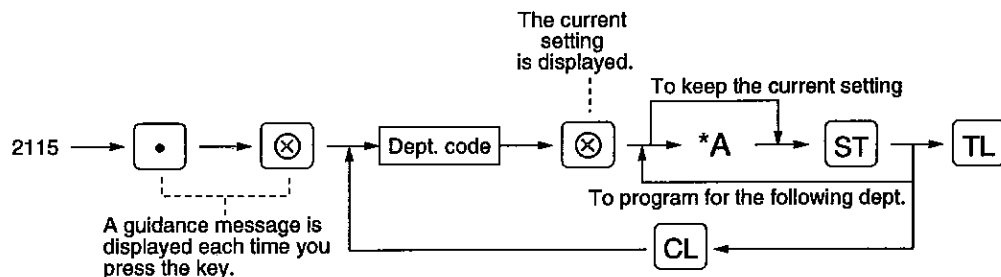 The current
setting
is displayed.
To keep the current setting
2115
•
⊗
Dept. code
⊗
*A
ST
TL
To program for the following dept.
A guidance message is
displayed each time you
press the key.
CL